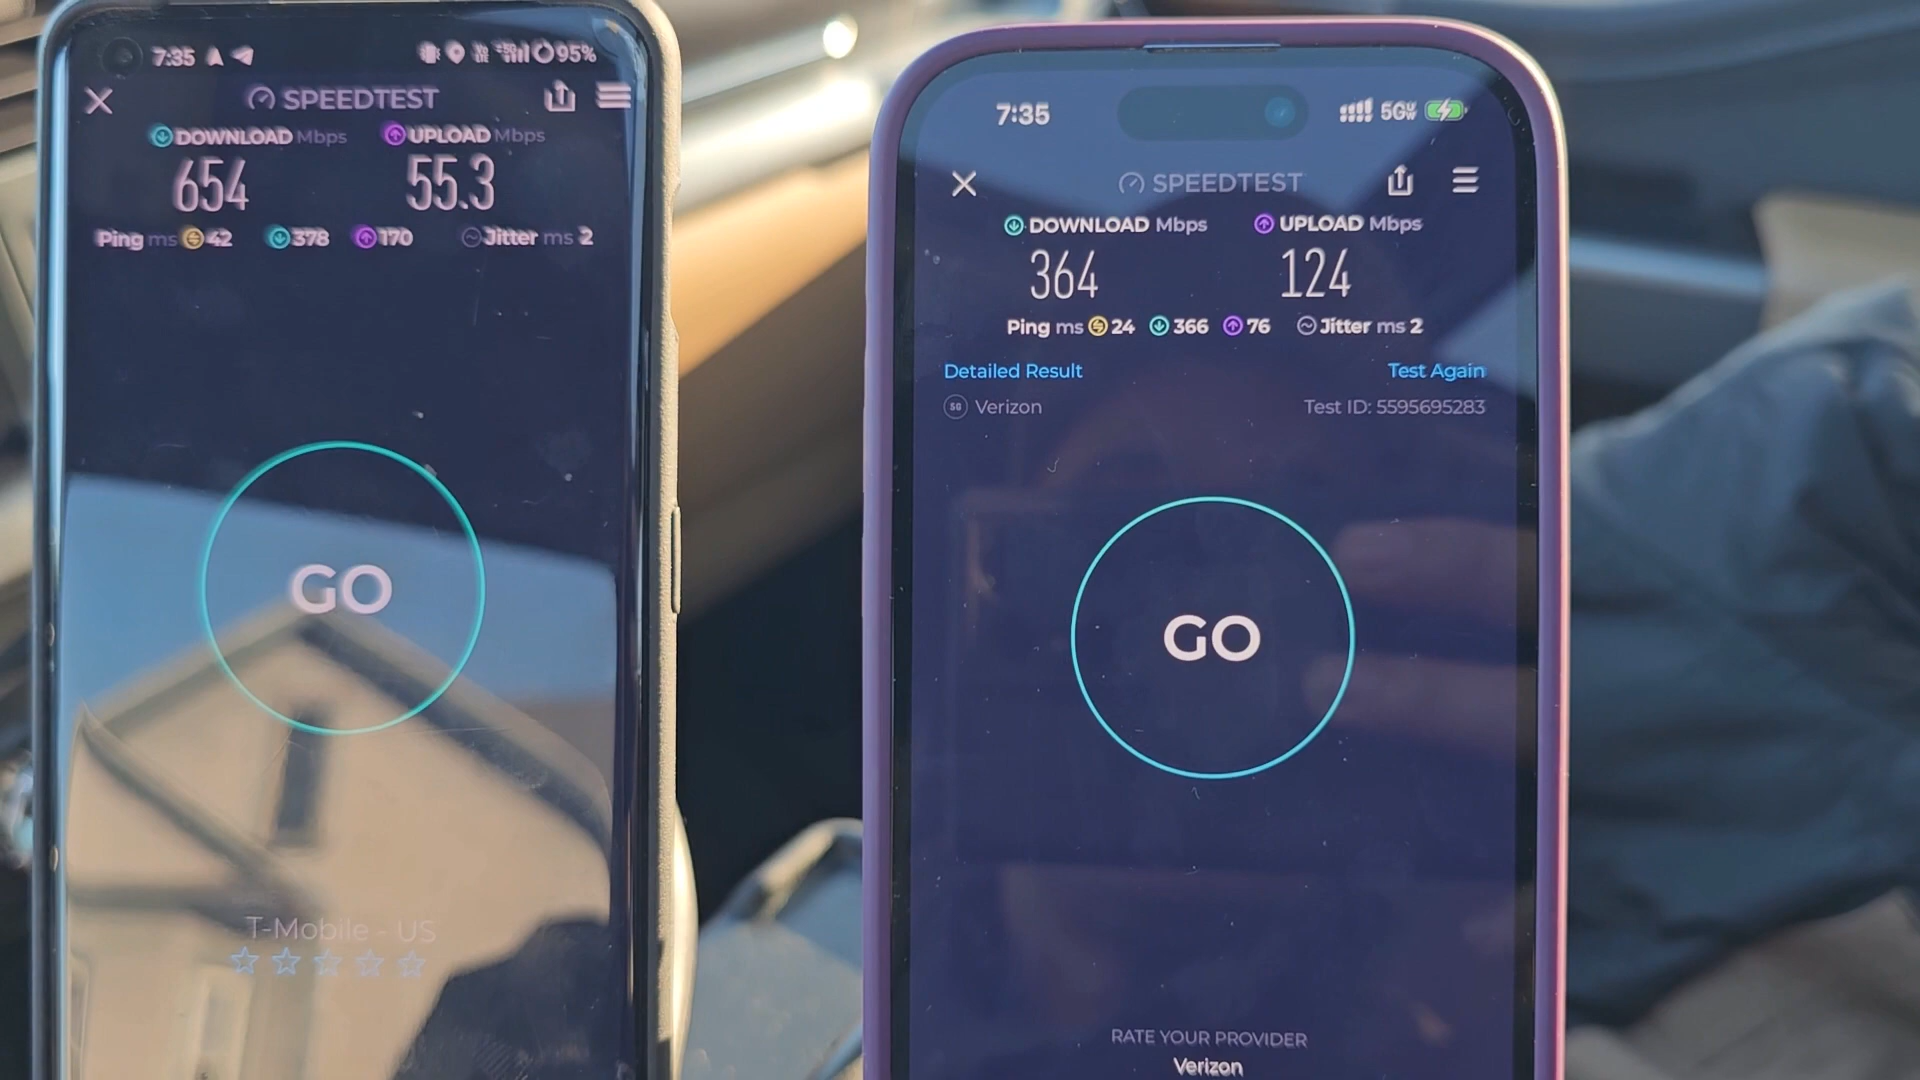 7:35 95%
SPEEDTEST
DOWNLOAD Mbps UPLOAD Mbps
654 55.3
Ping ms 42 378 170 Jitter ms 2
GO
T-Mobile - US
7:35 5G
SPEEDTEST
DOWNLOAD Mbps UPLOAD Mbps
364 124
Ping ms 24 366 76 Jitter ms 2
Detailed Result Test Again
5G Verizon Test ID: 5595695283
GO
RATE YOUR PROVIDER
Verizon